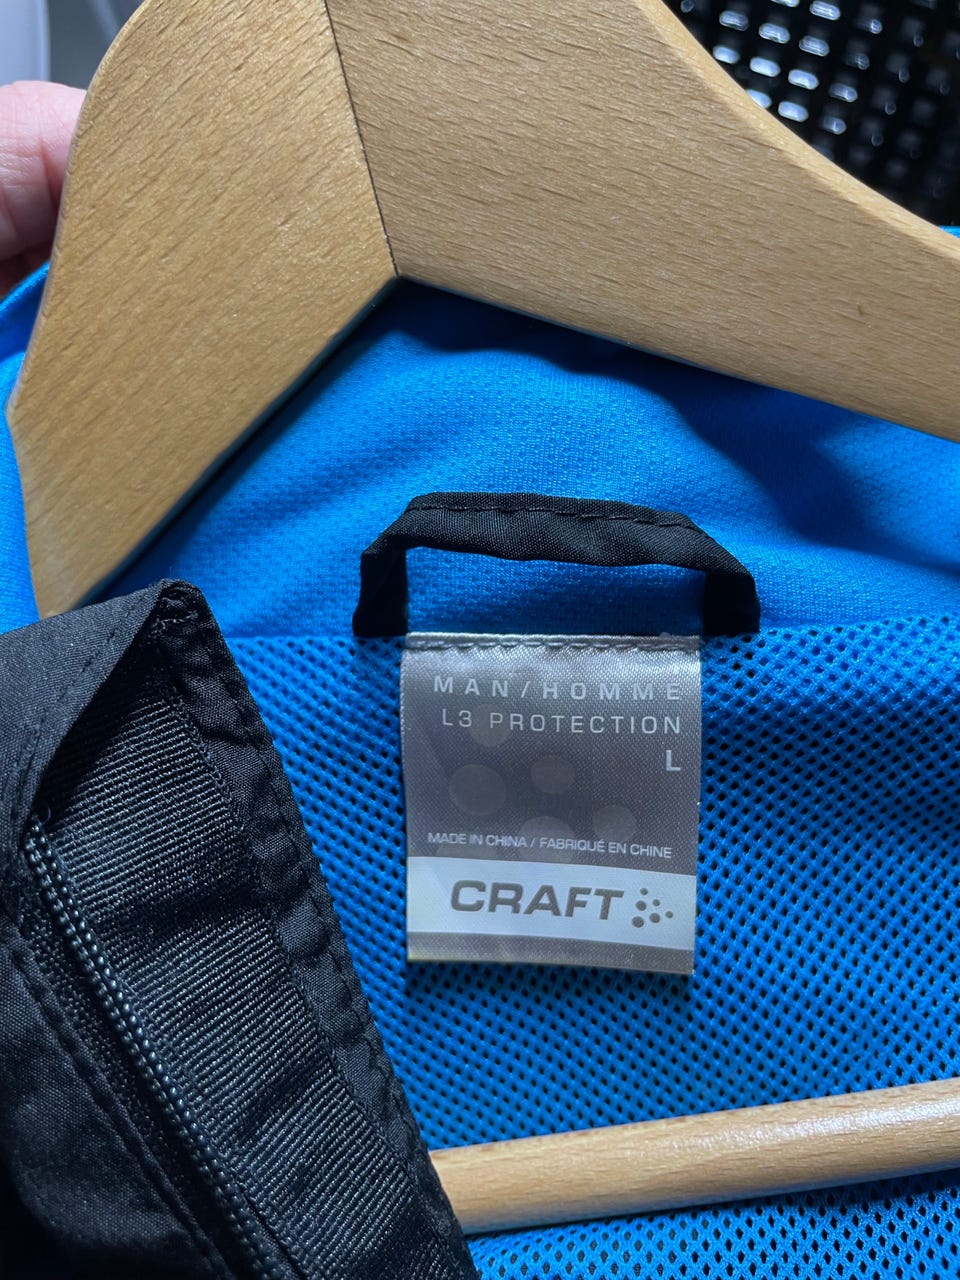 MAN/HOMME
L3 PROTECTION
L
MADE IN CHINA / FABRIQUÉ EN CHINE
CRAFT